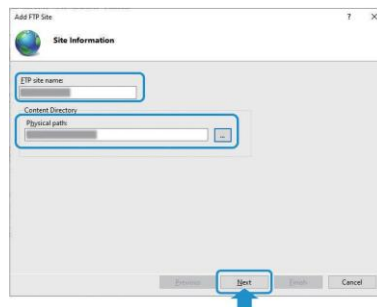 Add FTP Site
? X
Site Information
FTP site name:
Content Directory
Physical path:
...
Previous Next Finish Cancel